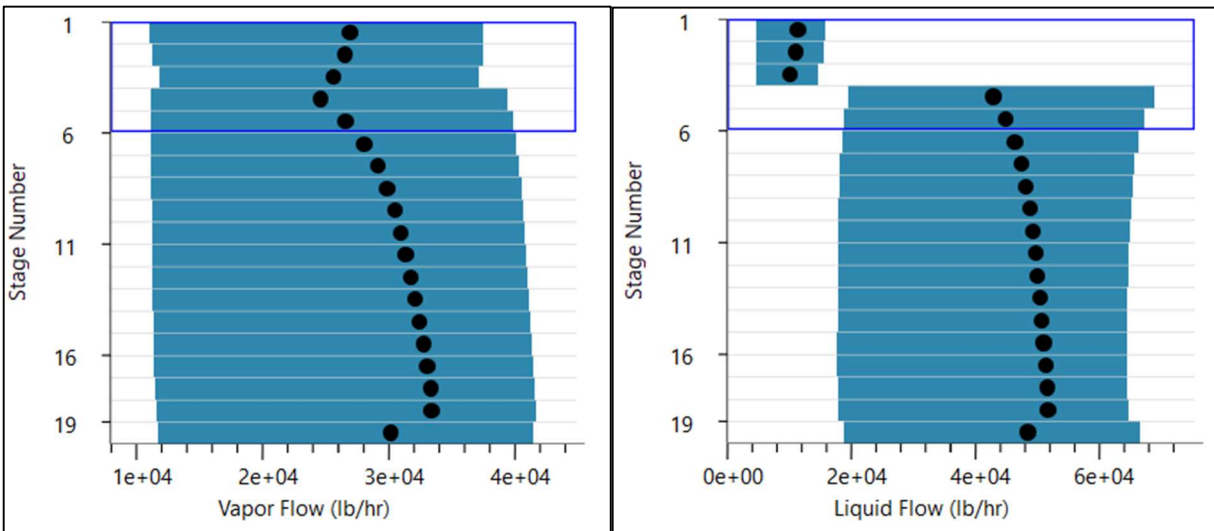 1
6
11
16
19
Stage Number
1e+04 2e+04 3e+04 4e+04
Vapor Flow (lb/hr)
1
6
11
16
19
Stage Number
0e+00 2e+04 4e+04 6e+04
Liquid Flow (lb/hr)